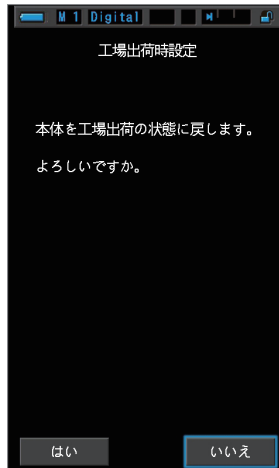 M 1 Digital
工場出荷時設定
本体を工場出荷の状態に戻します。
よろしいですか。
はい
いいえ